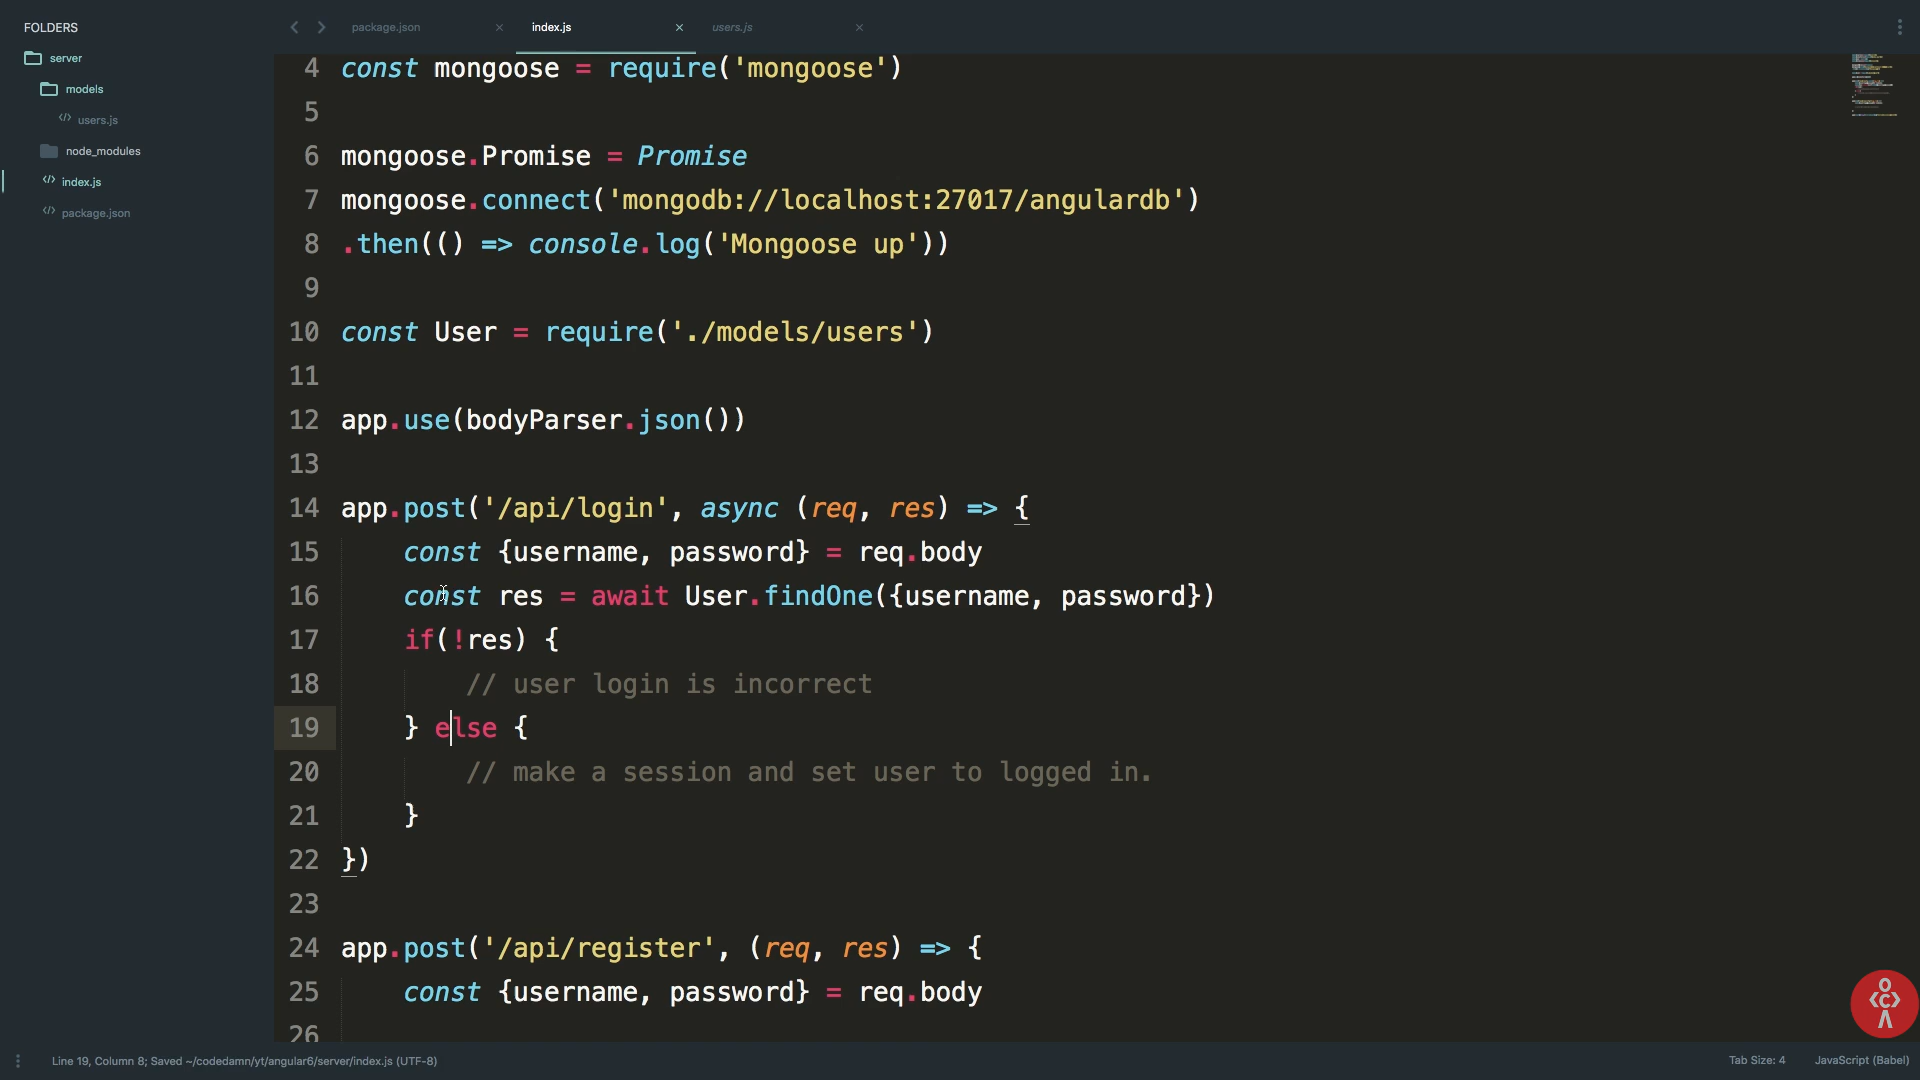 FOLDERS
server
models
users.js
node_modules
index.js
package.json
package.json
index.js
users.js
4 const mongoose = require('mongoose')
5
6 mongoose.Promise = Promise
7 mongoose.connect('mongodb://localhost:27017/angulardb')
8 .then(() => console.log('Mongoose up'))
9
10 const User = require('./models/users')
11
12 app.use(bodyParser.json())
13
14 app.post('/api/login', async (req, res) => {
15 const {username, password} = req.body
16 const res = await User.findOne({username, password})
17 if(!res) {
18 // user login is incorrect
19 } else {
20 // make a session and set user to logged in.
21 }
22 })
23
24 app.post('/api/register', (req, res) => {
25 const {username, password} = req.body
26
Line 19, Column 8; Saved ~/codedamn/yt/angular6/server/index.js (UTF-8)
Tab Size: 4
JavaScript (Babel)